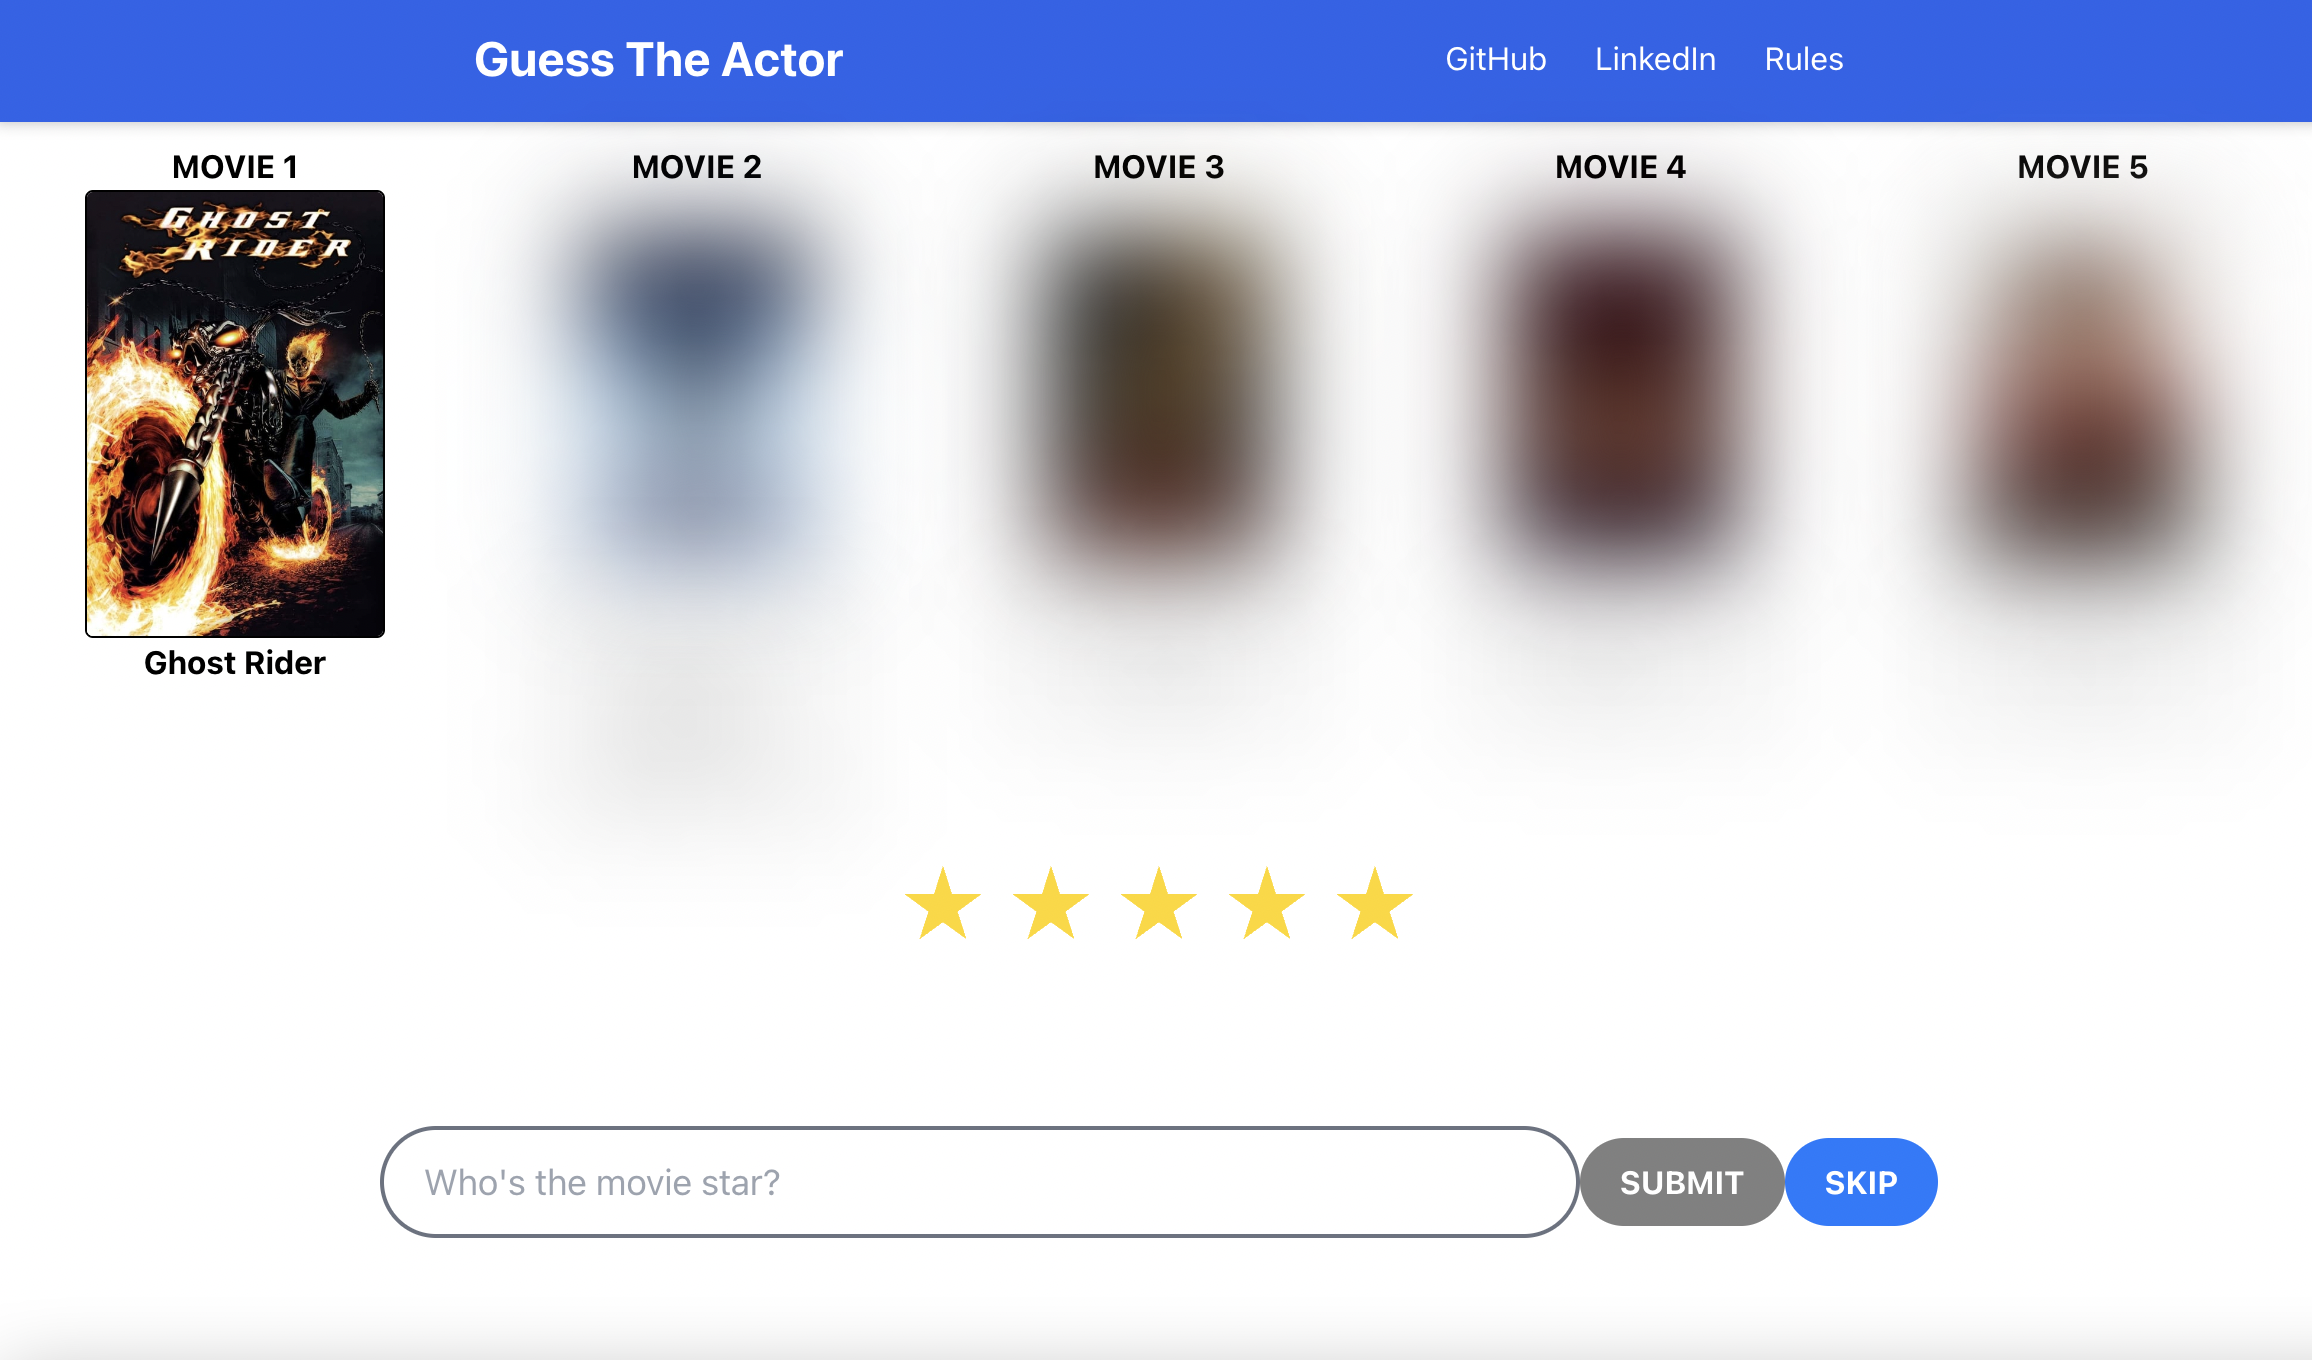 Guess The Actor
GitHub LinkedIn Rules
MOVIE 1 MOVIE 2 MOVIE 3 MOVIE 4 MOVIE 5
GHOST
RIDER
Ghost Rider
Who's the movie star? SUBMIT SKIP